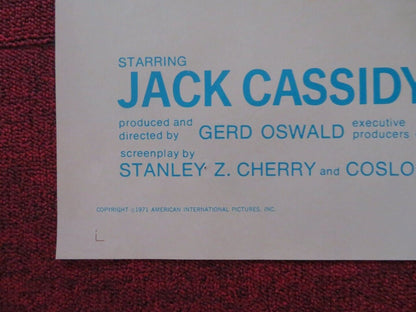 STARRING
JACK CASSIDY
produced and
directed by GERD OSWALD executive
producers
screenplay by
STANLEY Z. CHERRY and COSLO
COPYRIGHT ©1971 AMERICAN INTERNATIONAL PICTURES, INC.